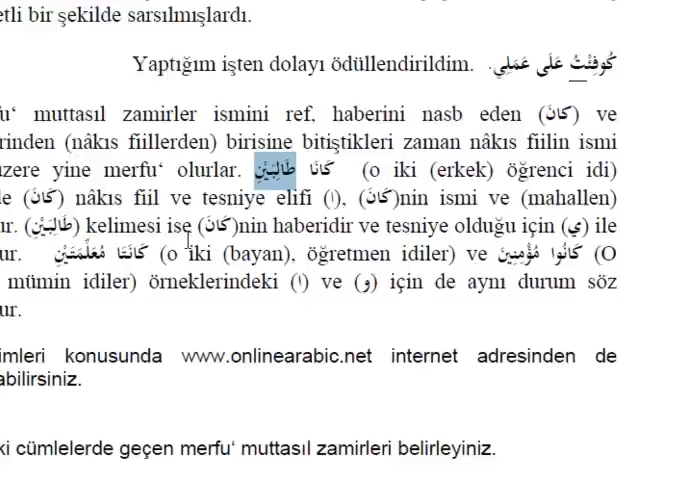 etli bir şekilde sarsılmışlardı.
Yaptığım işten dolayı ödüllendirildim. كُوفِئْتُ عَلَى عَمَلِي.
u‘ muttasıl zamirler ismini ref, haberini nasb eden (كَانَ) ve
rinden (nâkıs fiillerden) birisine bitiştikleri zaman nâkıs fiilin ismi
üzere yine merfu‘ olurlar. كَانَا طَالِبَيْنِ (o iki (erkek) öğrenci idi)
e (كَانَ) nâkıs fiil ve tesniye elifi (ا), (كَانَ)nin ismi ve (mahallen)
ur. (طَالِبَيْنِ) kelimesi ise (كَانَ)nin haberidir ve tesniye olduğu için (ي) ile
ur. كَانَتَا مُعَلِّمَتَيْنِ (o iki (bayan), öğretmen idiler) ve كَانُوا مُؤْمِنِينَ (O
mümin idiler) örneklerindeki (ا) ve (و) için de aynı durum söz
ur.
imleri konusunda www.onlinearabic.net internet adresinden de
abilirsiniz.
ki cümlelerde geçen merfu‘ muttasıl zamirleri belirleyiniz.